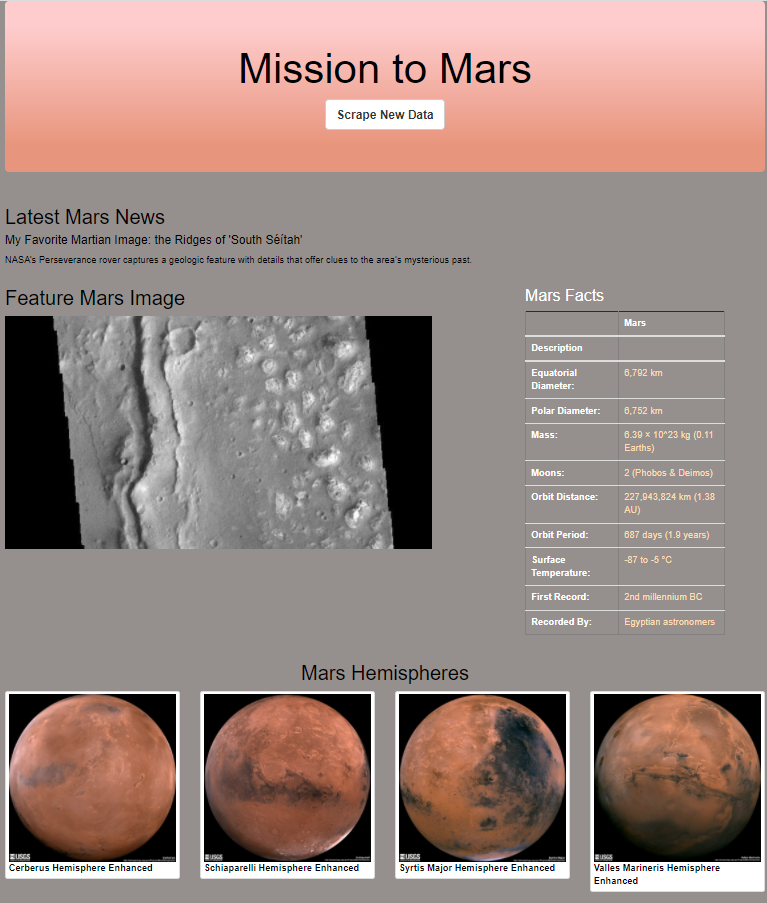 Mission to Mars
Scrape New Data
Latest Mars News
My Favorite Martian Image: the Ridges of 'South Séítah'
NASA's Perseverance rover captures a geologic feature with details that offer clues to the area's mysterious past.
Feature Mars Image
Mars Facts
Mars
Description
Equatorial Diameter: 6,792 km
Polar Diameter: 6,752 km
Mass: 6.39 × 10^23 kg (0.11 Earths)
Moons: 2 (Phobos & Deimos)
Orbit Distance: 227,943,824 km (1.38 AU)
Orbit Period: 687 days (1.9 years)
Surface Temperature: -87 to -5 °C
First Record: 2nd millennium BC
Recorded By: Egyptian astronomers
Mars Hemispheres
USGS
USGS
USGS
USGS
Cerberus Hemisphere Enhanced
Schiaparelli Hemisphere Enhanced
Syrtis Major Hemisphere Enhanced
Valles Marineris Hemisphere
Enhanced